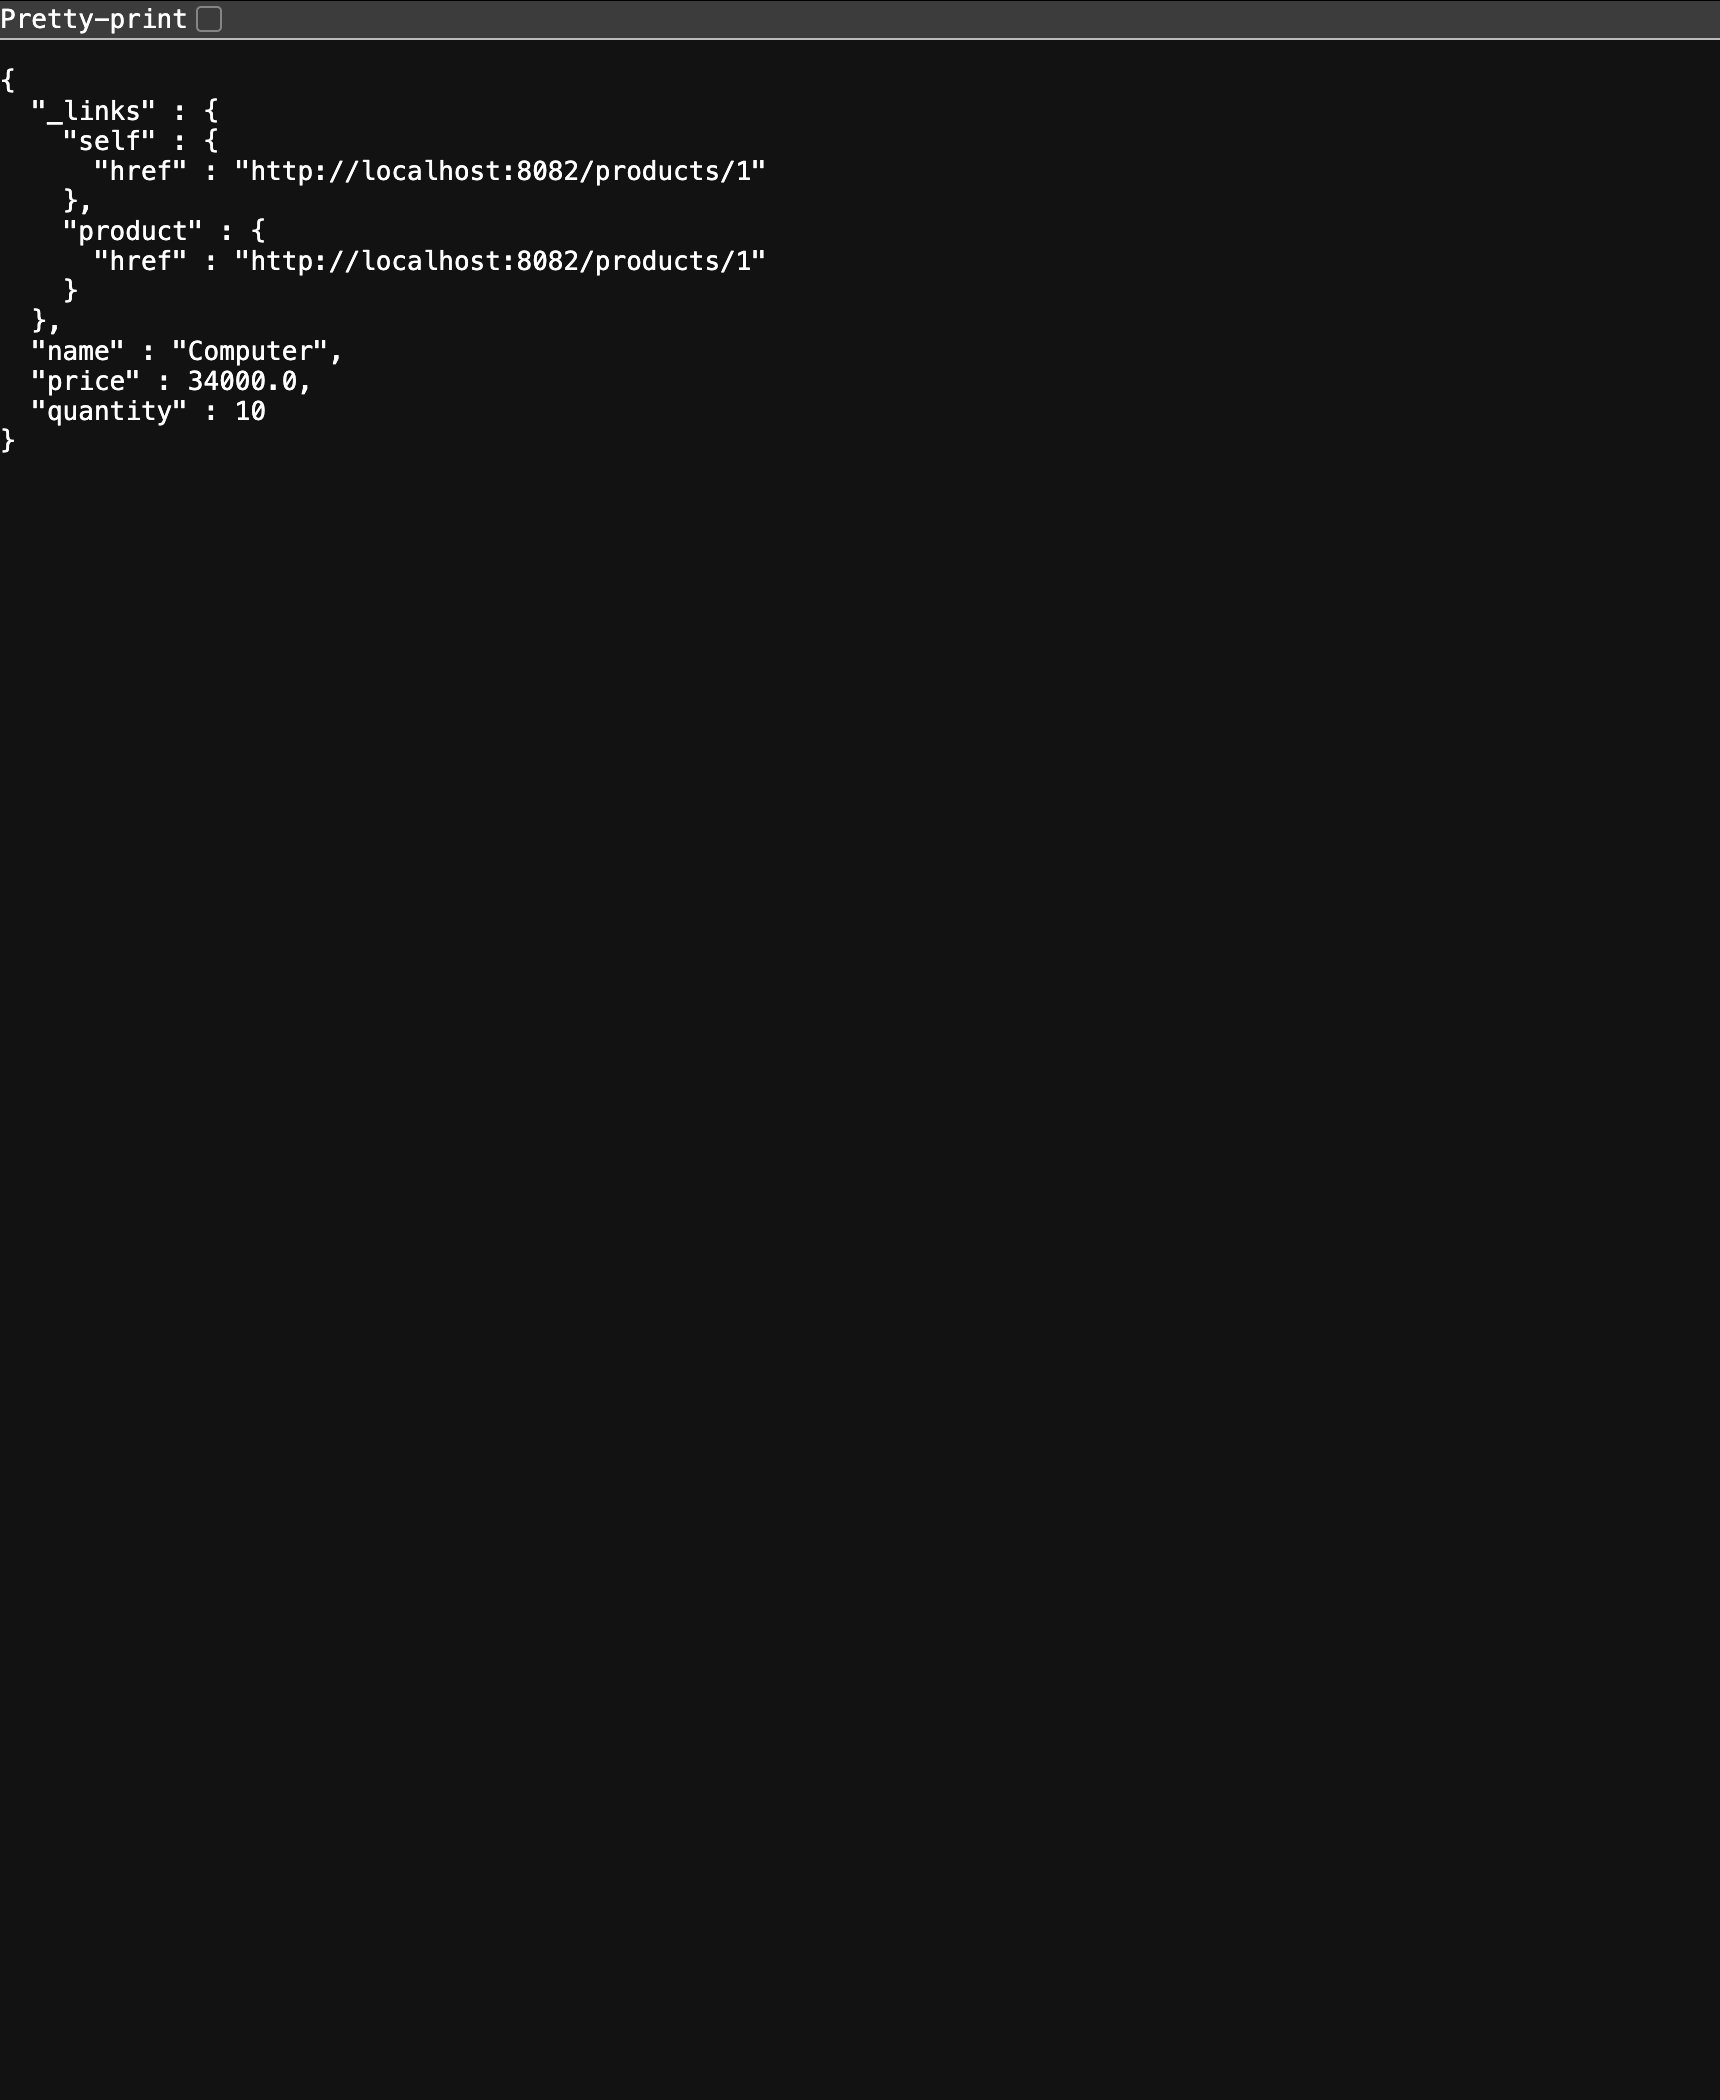 Pretty-print
{
  "_links" : {
    "self" : {
      "href" : "http://localhost:8082/products/1"
    },
    "product" : {
      "href" : "http://localhost:8082/products/1"
    }
  },
  "name" : "Computer",
  "price" : 34000.0,
  "quantity" : 10
}